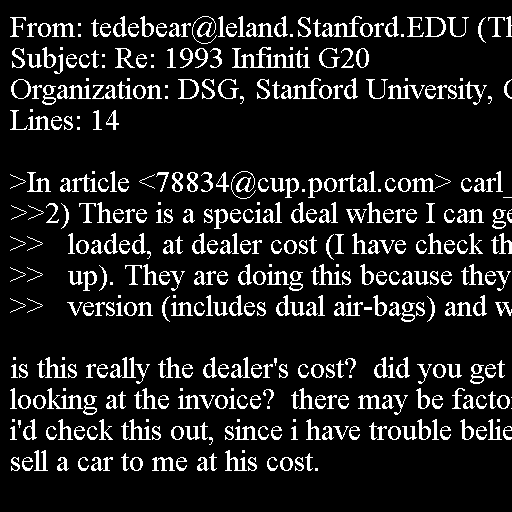 From: tedebear@leland.Stanford.EDU (Th
Subject: Re: 1993 Infiniti G20
Organization: DSG, Stanford University, C
Lines: 14

>In article <78834@cup.portal.com> carl_
>>2) There is a special deal where I can ge
>>   loaded, at dealer cost (I have check th
>>   up). They are doing this because they
>>   version (includes dual air-bags) and w

is this really the dealer's cost?  did you get
looking at the invoice?  there may be facto
i'd check this out, since i have trouble belie
sell a car to me at his cost.